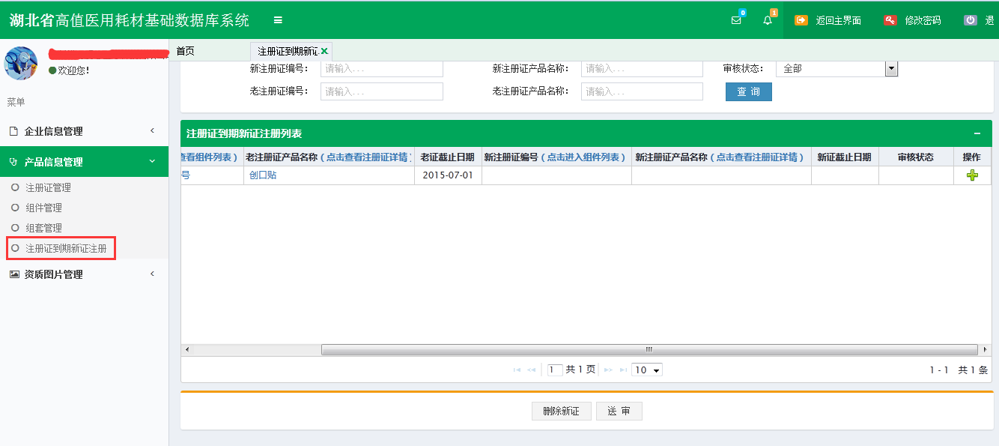 湖北省高值医用耗材基础数据库系统
0
1
返回主界面
修改密码
退
欢迎您!
首页
注册证到期新证
新注册证编号:
请输入...
新注册证产品名称:
请输入...
审核状态:
全部
老注册证编号:
请输入...
老注册证产品名称:
请输入...
查 询
菜单
企业信息管理
产品信息管理
注册证管理
组件管理
组套管理
注册证到期新证注册
资质图片管理
注册证到期新证注册列表
查看组件列表)
老注册证产品名称(点击查看注册证详情)
老证截止日期
新注册证编号(点击进入组件列表)
新注册证产品名称(点击查看注册证详情)
新证截止日期
审核状态
操作
号
创口贴
2015-07-01
1 共 1 页
10
1 - 1 共 1 条
删除新证
送 审